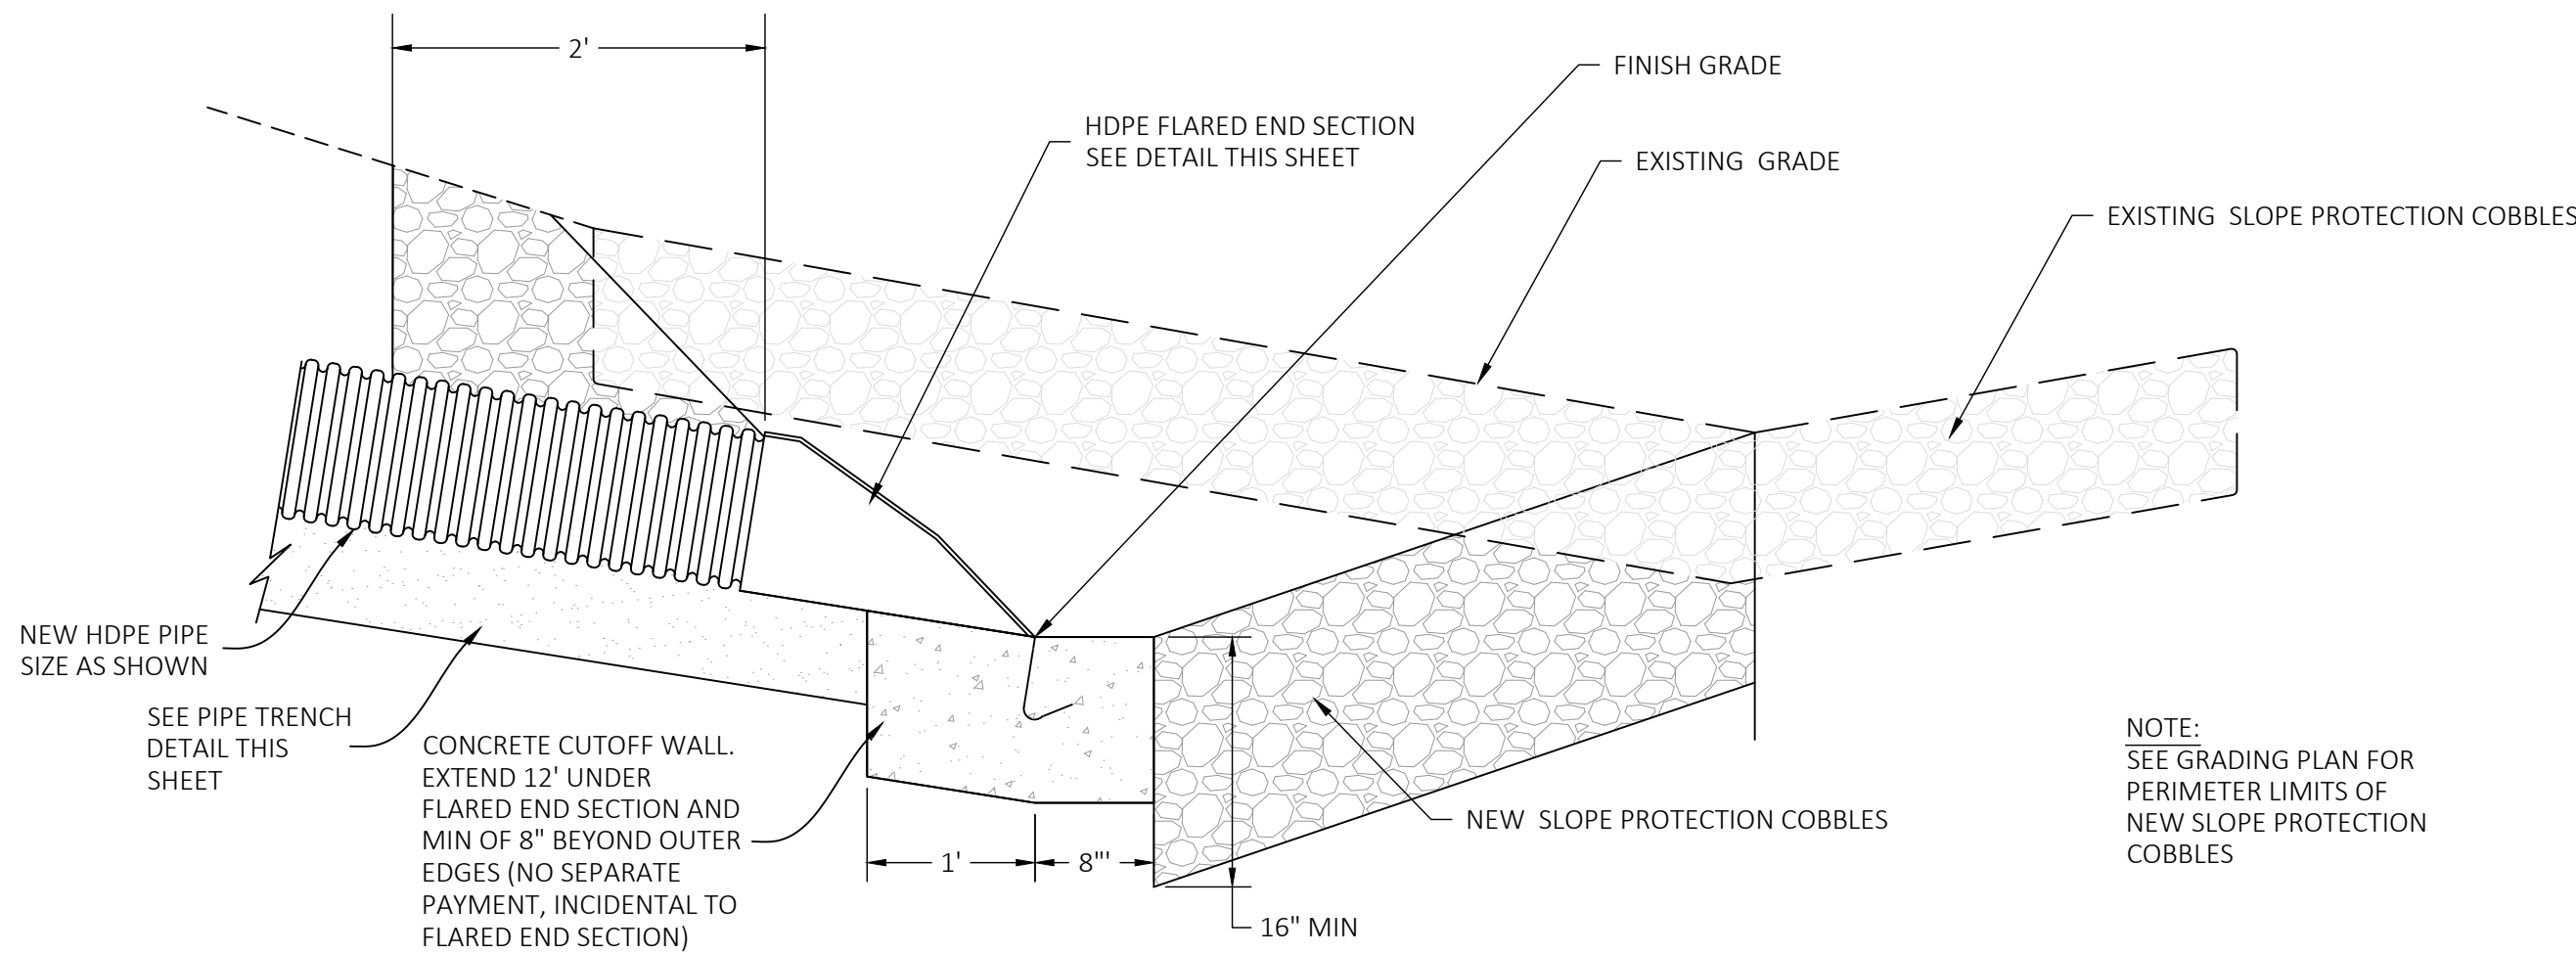 2'
FINISH GRADE
HDPE FLARED END SECTION
SEE DETAIL THIS SHEET
EXISTING GRADE
EXISTING SLOPE PROTECTION COBBLES
NEW HDPE PIPE
SIZE AS SHOWN
SEE PIPE TRENCH
DETAIL THIS
SHEET
CONCRETE CUTOFF WALL.
EXTEND 12' UNDER
FLARED END SECTION AND
MIN OF 8" BEYOND OUTER
EDGES (NO SEPARATE
PAYMENT, INCIDENTAL TO
FLARED END SECTION)
1'
8"'
16" MIN
NEW SLOPE PROTECTION COBBLES
NOTE:
SEE GRADING PLAN FOR
PERIMETER LIMITS OF
NEW SLOPE PROTECTION
COBBLES